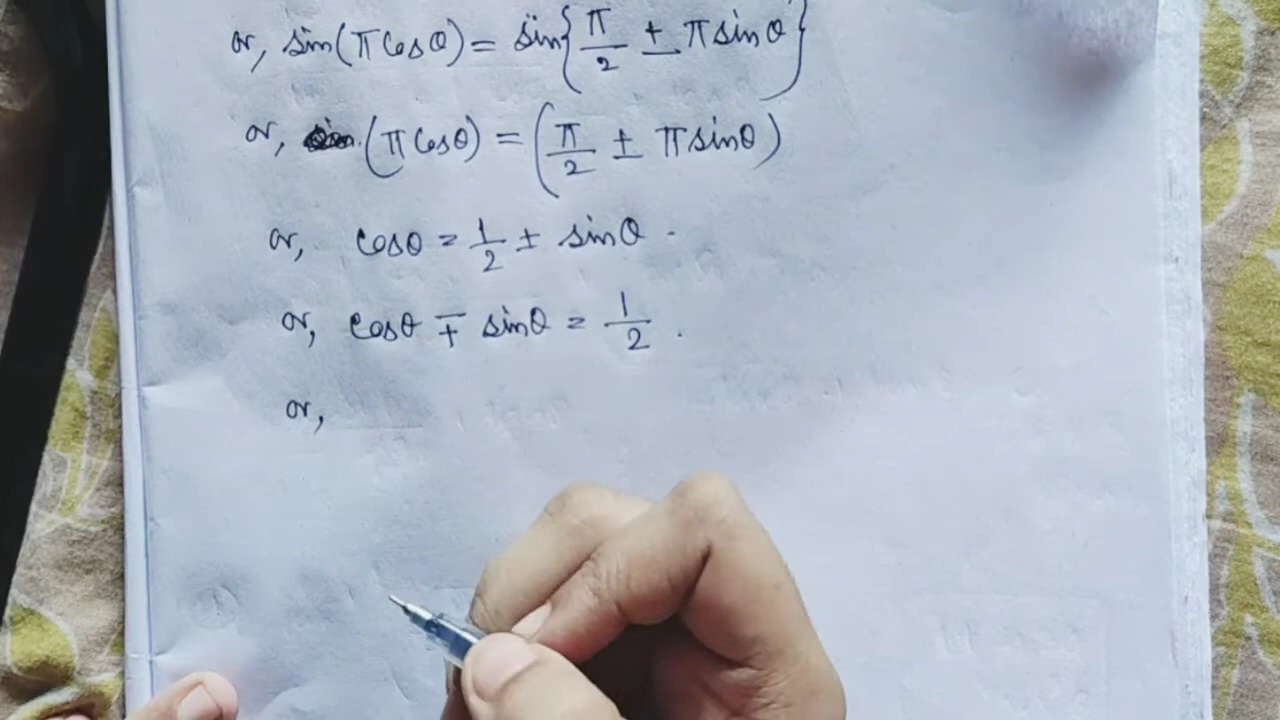 or, sin(π cosθ) = sin{π/2 ± π sinθ}
or, (π cosθ) = (π/2 ± π sinθ)
or, cosθ = 1/2 ± sinθ .
or, cosθ ∓ sinθ = 1/2 .
or,